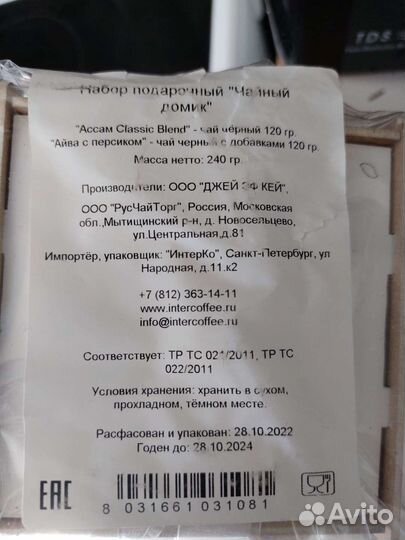 TDS
Набор подарочный "Чайный
домик"
"Ассам Classic Blend" - чай чёрный 120 гр.
"Айва с персиком" - чай черный с добавками 120 гр.
Масса нетто: 240 гр.
Производители: ООО "ДЖЕЙ ЭФ КЕЙ",
ООО "РусЧайТорг", Россия, Московская
обл.,Мытищинский р-н, д. Новосельцево,
ул.Центральная,д.81
Импортёр, упаковщик: "ИнтерКо", Санкт-Петербург, ул
Народная, д.11.к2
+7 (812) 363-14-11
www.intercoffee.ru
info@intercoffee.ru
Соответствует: ТР ТС 021/2011, ТР ТС
022/2011
Условия хранения: хранить в сухом,
прохладном, тёмном месте.
Расфасован и упакован: 28.10.2022
Годен до: 28.10.2024
EAC
8 031661 031081
Avito